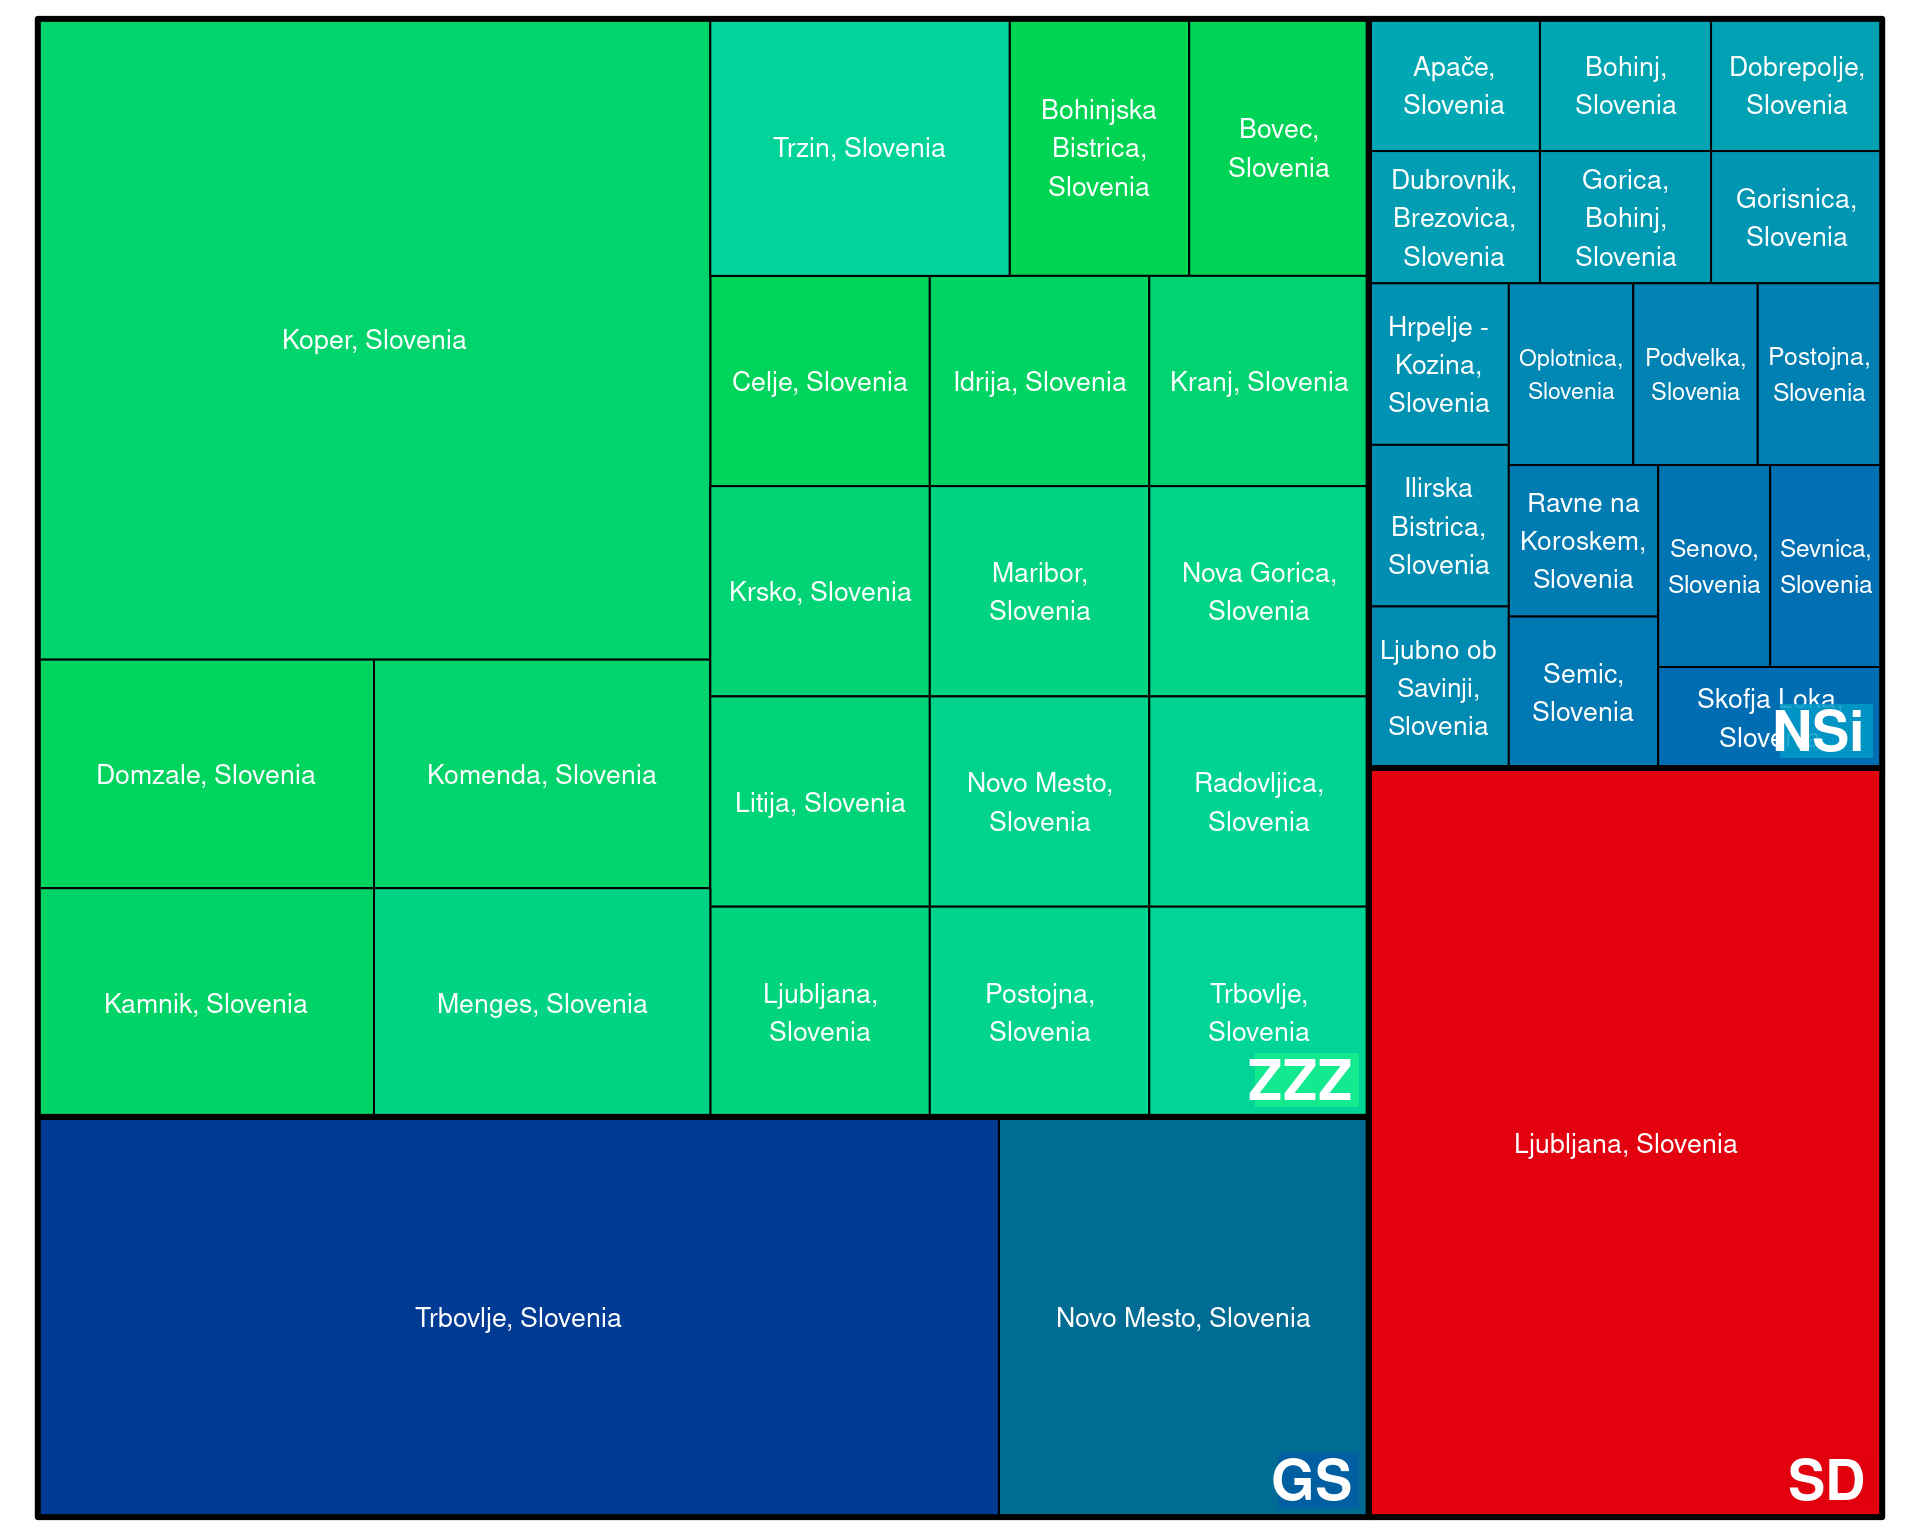 Koper, Slovenia
Domzale, Slovenia
Komenda, Slovenia
Kamnik, Slovenia
Menges, Slovenia
Trzin, Slovenia
Bohinjska
Bistrica,
Slovenia
Bovec,
Slovenia
Celje, Slovenia
Idrija, Slovenia
Kranj, Slovenia
Krsko, Slovenia
Maribor,
Slovenia
Nova Gorica,
Slovenia
Litija, Slovenia
Novo Mesto,
Slovenia
Radovljica,
Slovenia
Ljubljana,
Slovenia
Postojna,
Slovenia
Trbovlje,
Slovenia
ZZZ
Trbovlje, Slovenia
Novo Mesto, Slovenia
GS
Apače,
Slovenia
Bohinj,
Slovenia
Dobrepolje,
Slovenia
Dubrovnik,
Brezovica,
Slovenia
Gorica,
Bohinj,
Slovenia
Gorisnica,
Slovenia
Hrpelje -
Kozina,
Slovenia
Ilirska
Bistrica,
Slovenia
Ljubno ob
Savinji,
Slovenia
Oplotnica,
Slovenia
Podvelka,
Slovenia
Postojna,
Slovenia
Ravne na
Koroskem,
Slovenia
Semic,
Slovenia
Senovo,
Slovenia
Sevnica,
Slovenia
Skofja Loka,
NSi
Ljubljana, Slovenia
SD